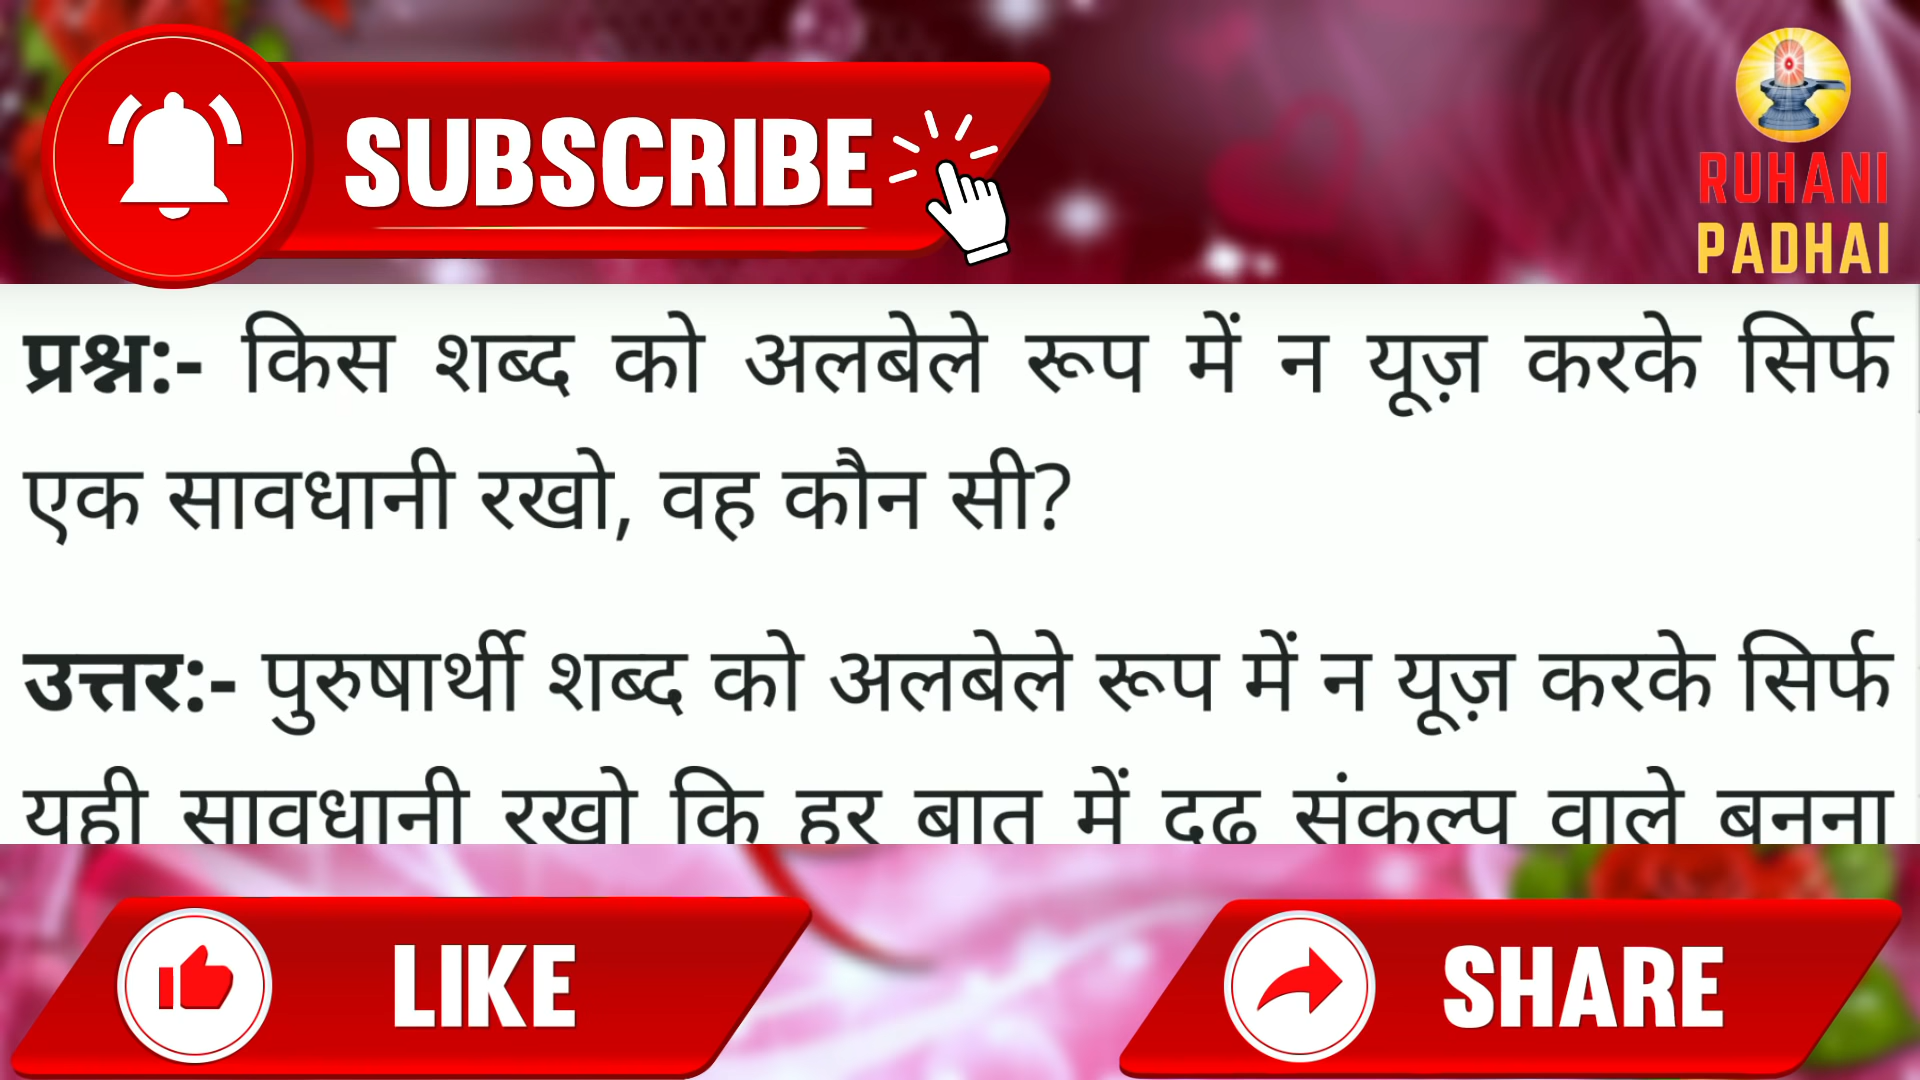 SUBSCRIBE
RUHANI
PADHAI
प्रश्न:- किस शब्द को अलबेले रूप में न यूज़ करके सिर्फ
एक सावधानी रखो, वह कौन सी?
उत्तर:- पुरुषार्थी शब्द को अलबेले रूप में न यूज़ करके सिर्फ
यही सावधानी रखो कि हर बात में दृढ़ संकल्प वाले बनना
LIKE
SHARE